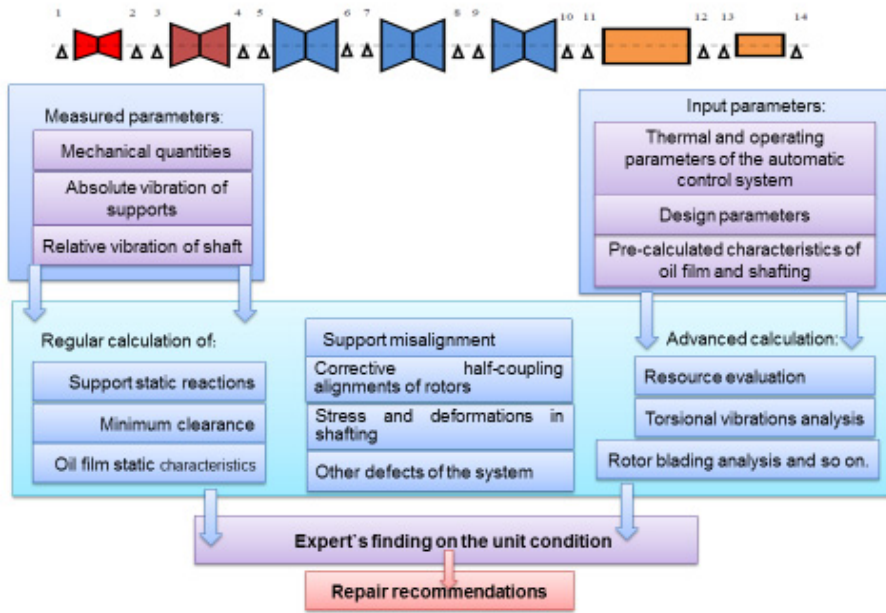 1 2 3 4 5 6 7 8 9 10 11 12 13 14
Measured parameters:
Mechanical quantities
Absolute vibration of
supports
Relative vibration of shaft
Input parameters:
Thermal and operating
parameters of the automatic
control system
Design parameters
Pre-calculated characteristics of
oil film and shafting
Regular calculation of:
Support static reactions
Minimum clearance
Oil film static characteristics
Support misalignment
Corrective half-coupling
alignments of rotors
Stress and deformations in
shafting
Other defects of the system
Advanced calculation:
Resource evaluation
Torsional vibrations analysis
Rotor blading analysis and so on.
Expert`s finding on the unit condition
Repair recommendations